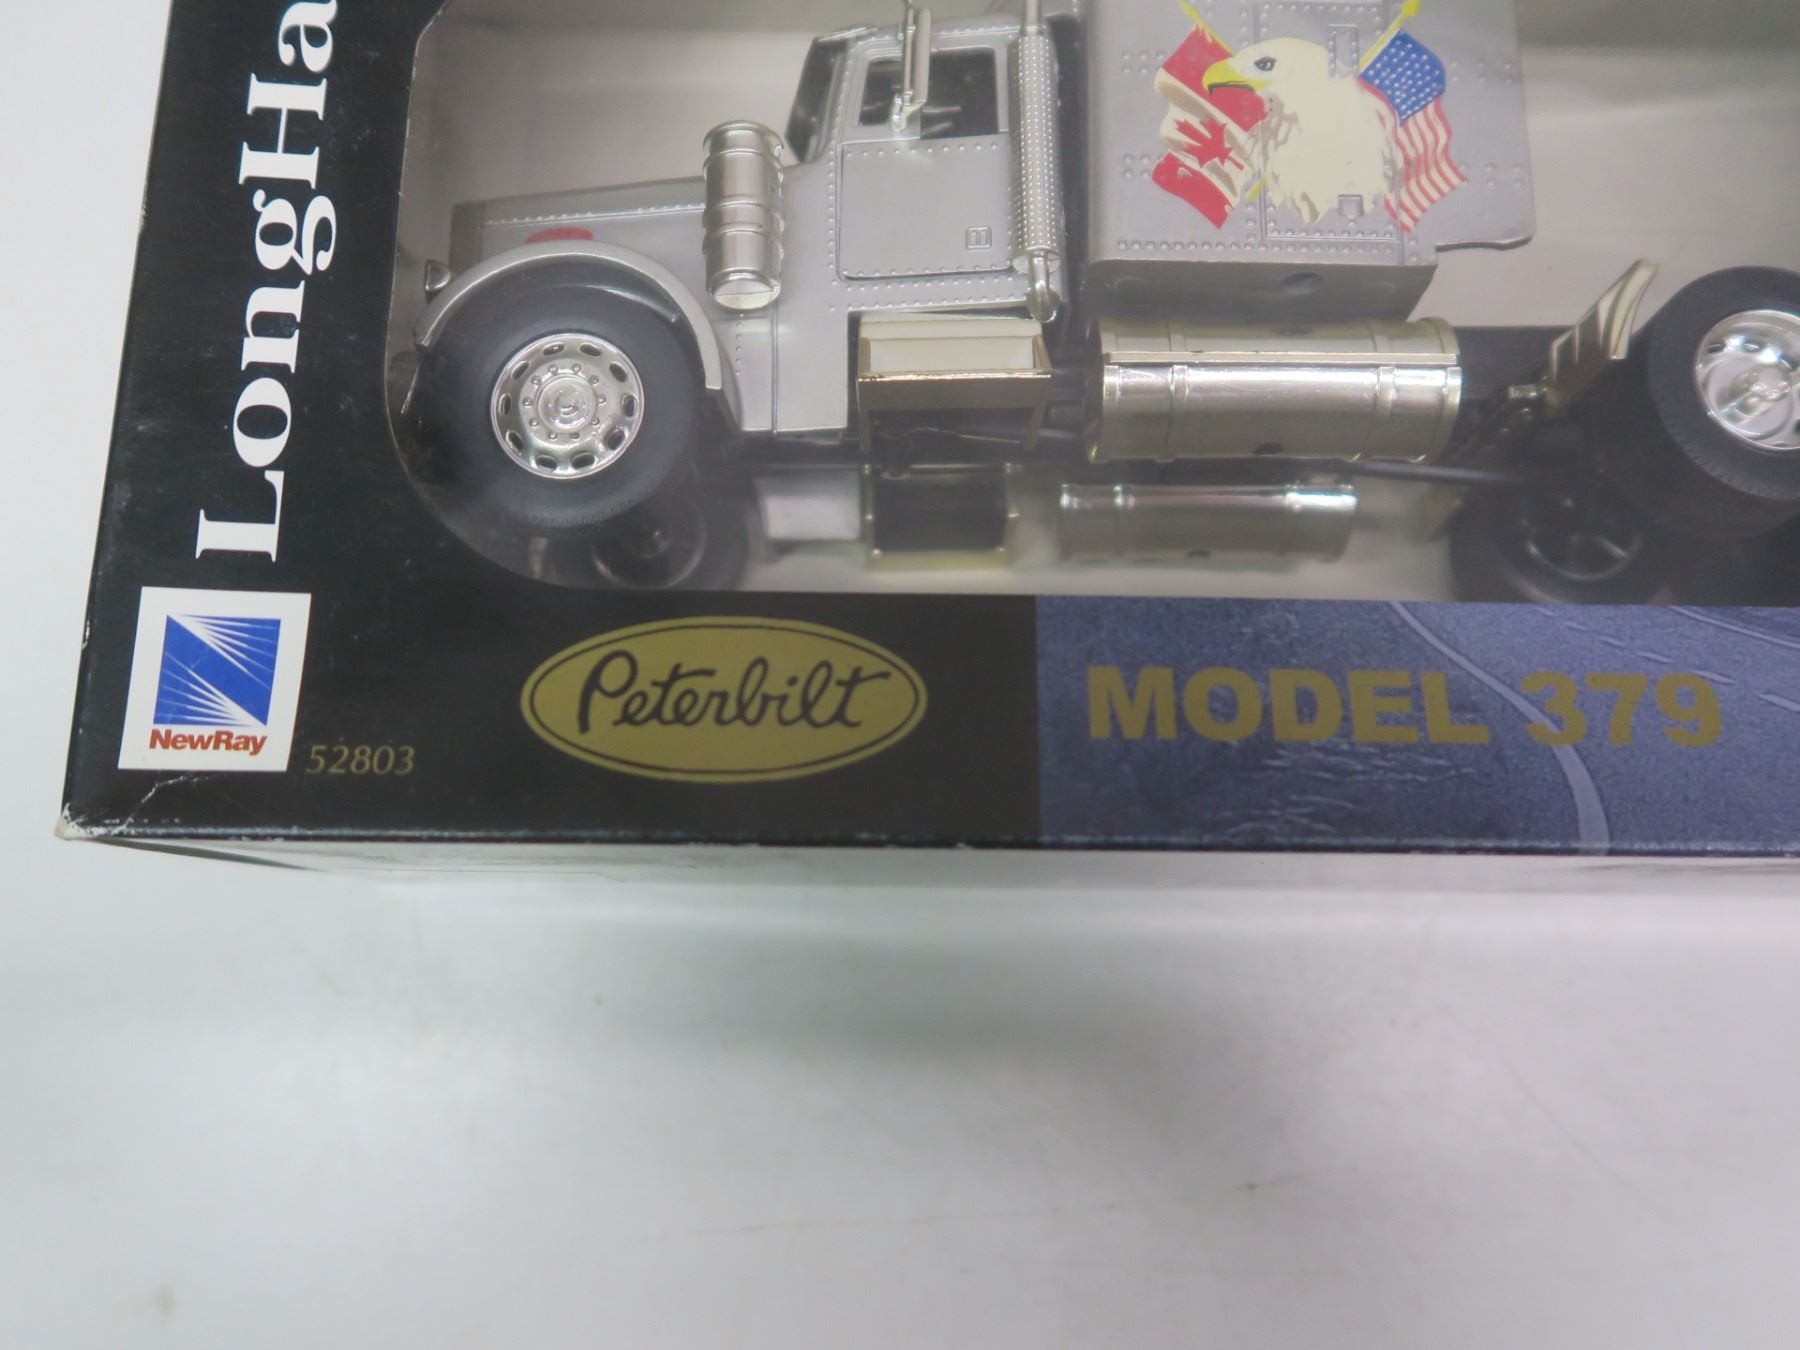 LongHa
NewRay
52803
Peterbilt
MODEL 379